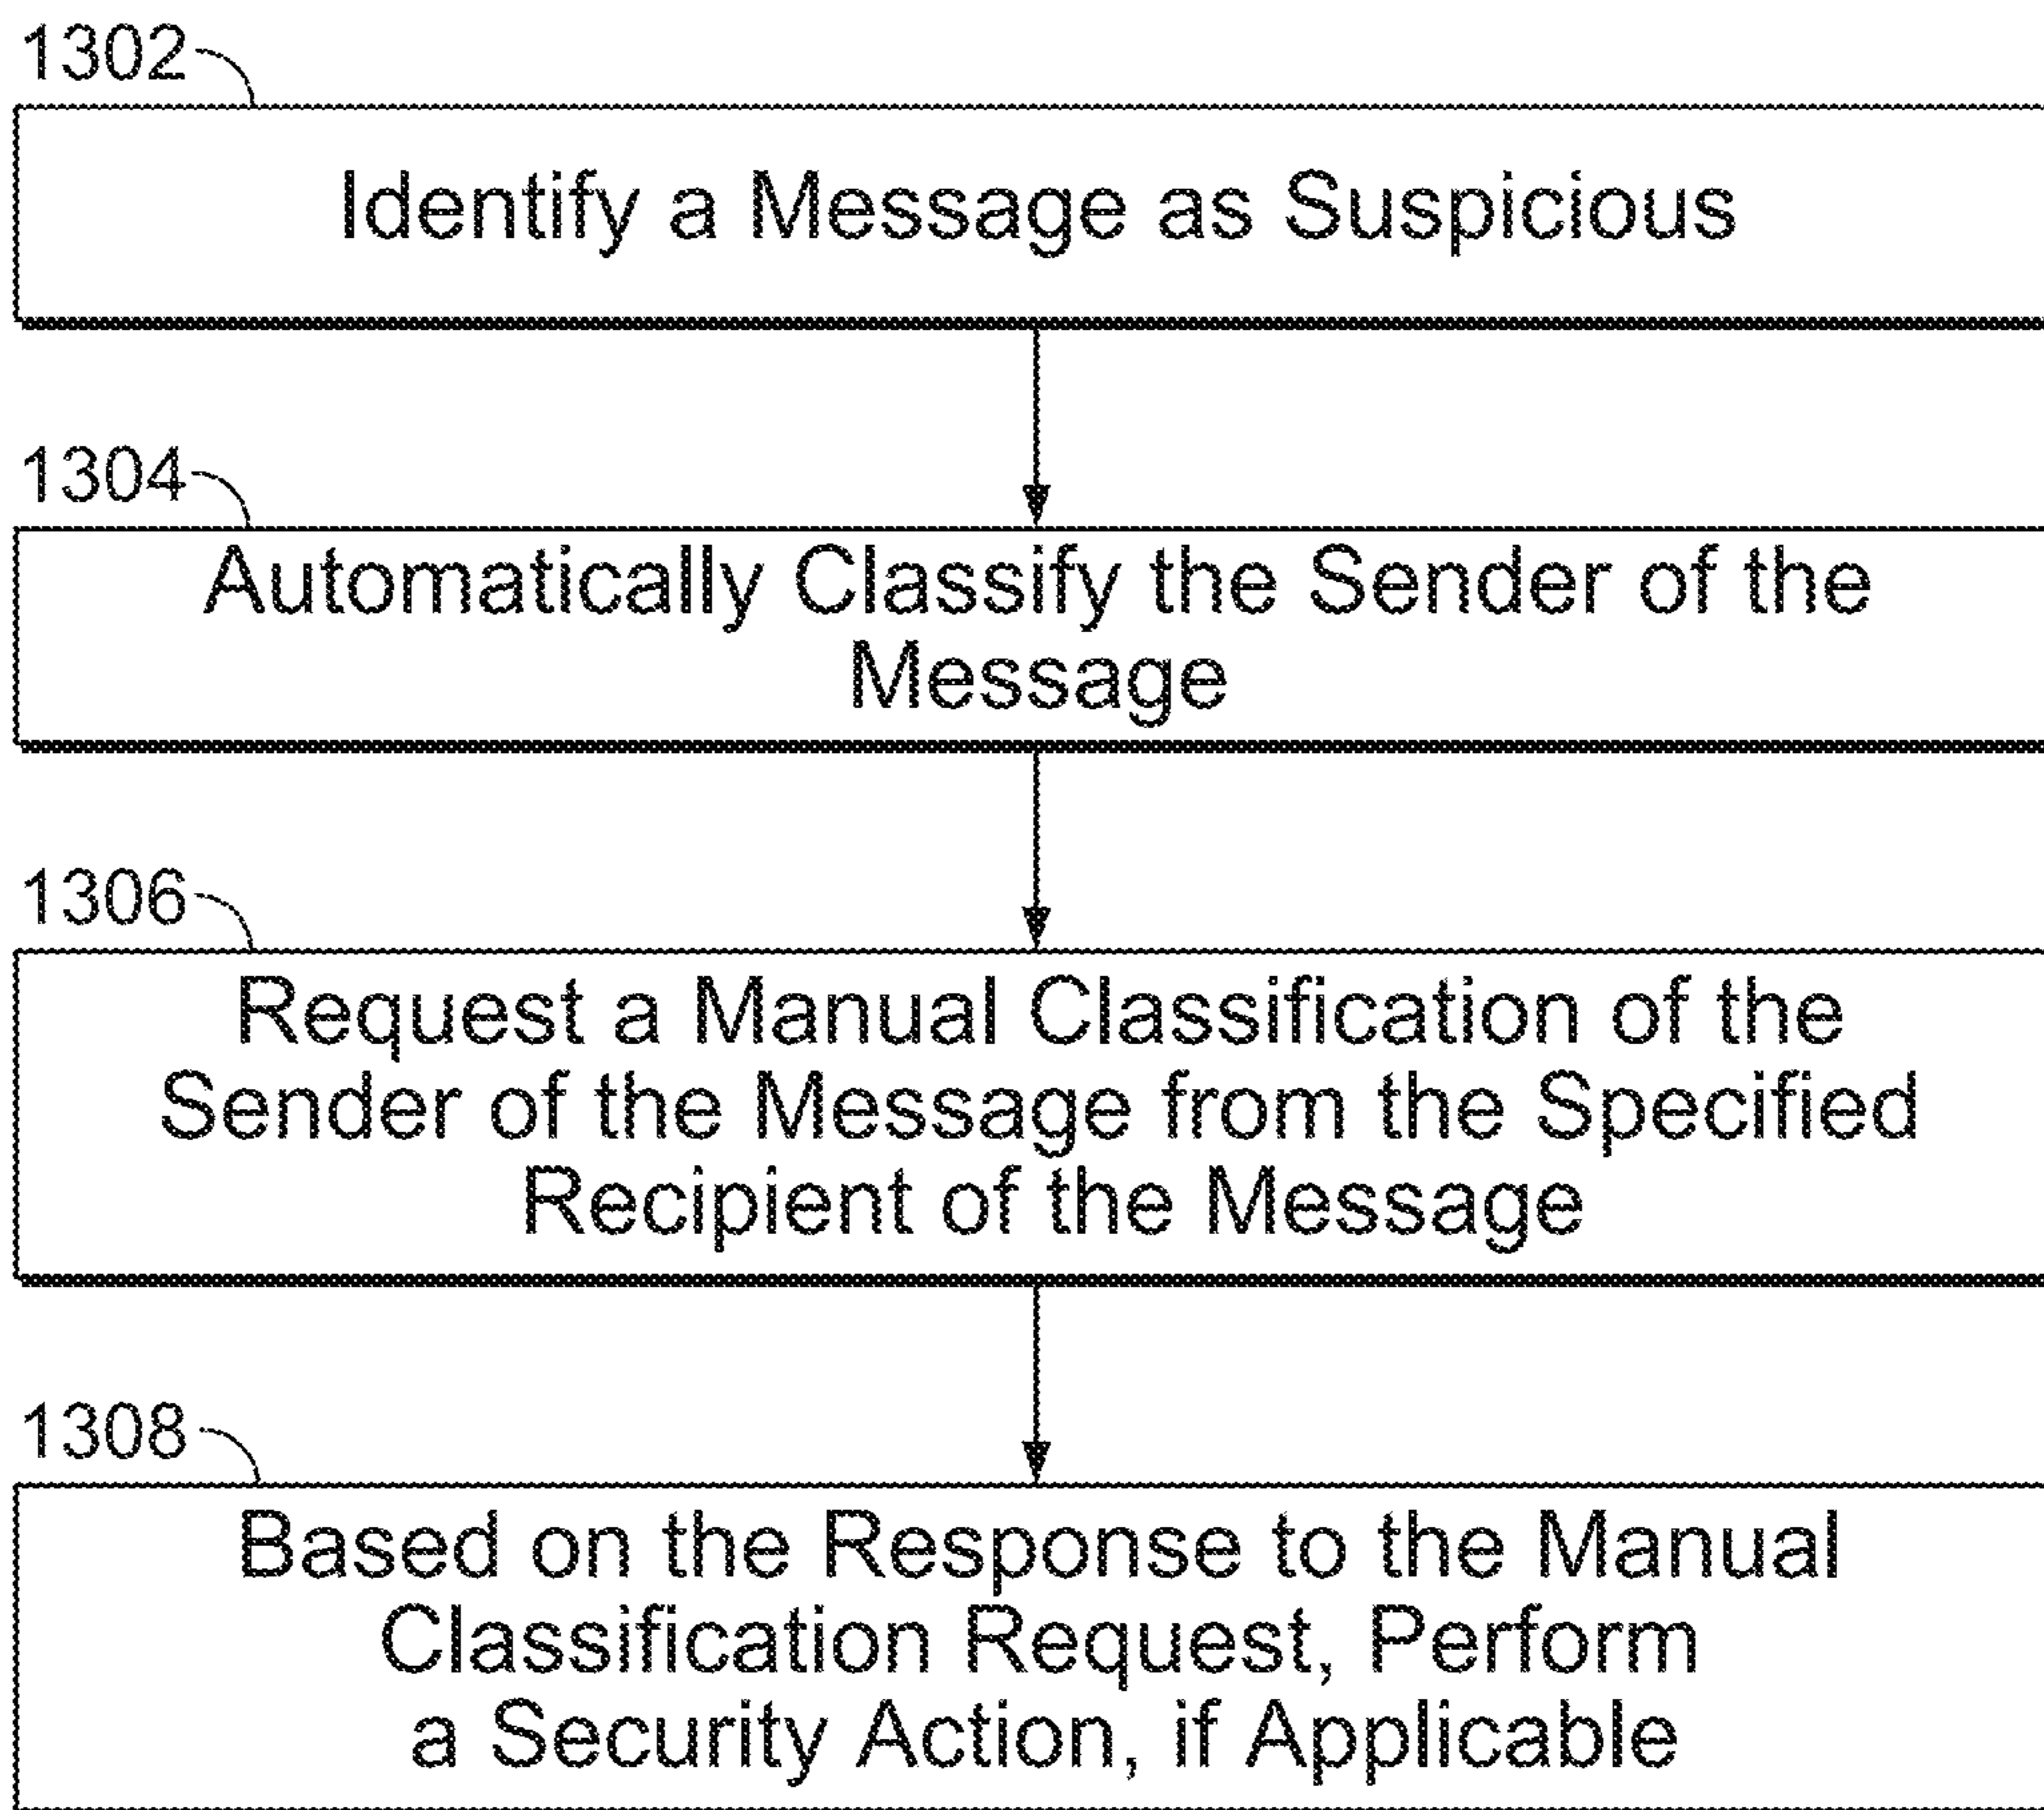 1302
Identify a Message as Suspicious
1304
Automatically Classify the Sender of the
Message
1306
Request a Manual Classification of the
Sender of the Message from the Specified
Recipient of the Message
1308
Based on the Response to the Manual
Classification Request, Perform
a Security Action, if Applicable